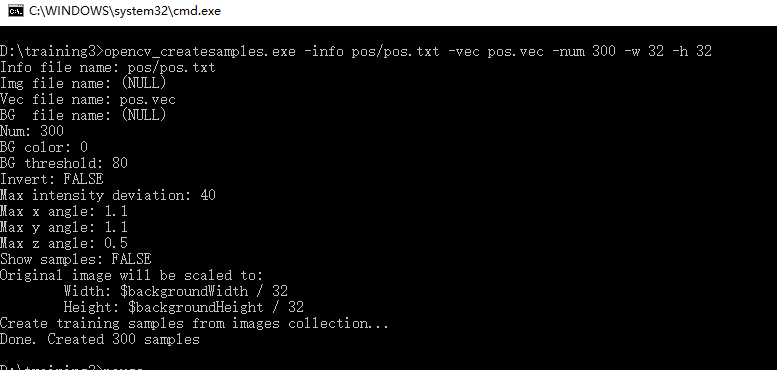 C:\WINDOWS\system32\cmd.exe
D:\training3>opencv_createsamples.exe -info pos/pos.txt -vec pos.vec -num 300 -w 32 -h 32
Info file name: pos/pos.txt
Img file name: (NULL)
Vec file name: pos.vec
BG  file name: (NULL)
Num: 300
BG color: 0
BG threshold: 80
Invert: FALSE
Max intensity deviation: 40
Max x angle: 1.1
Max y angle: 1.1
Max z angle: 0.5
Show samples: FALSE
Original image will be scaled to:
        Width: $backgroundWidth / 32
        Height: $backgroundHeight / 32
Create training samples from images collection...
Done. Created 300 samples
D:\training3>